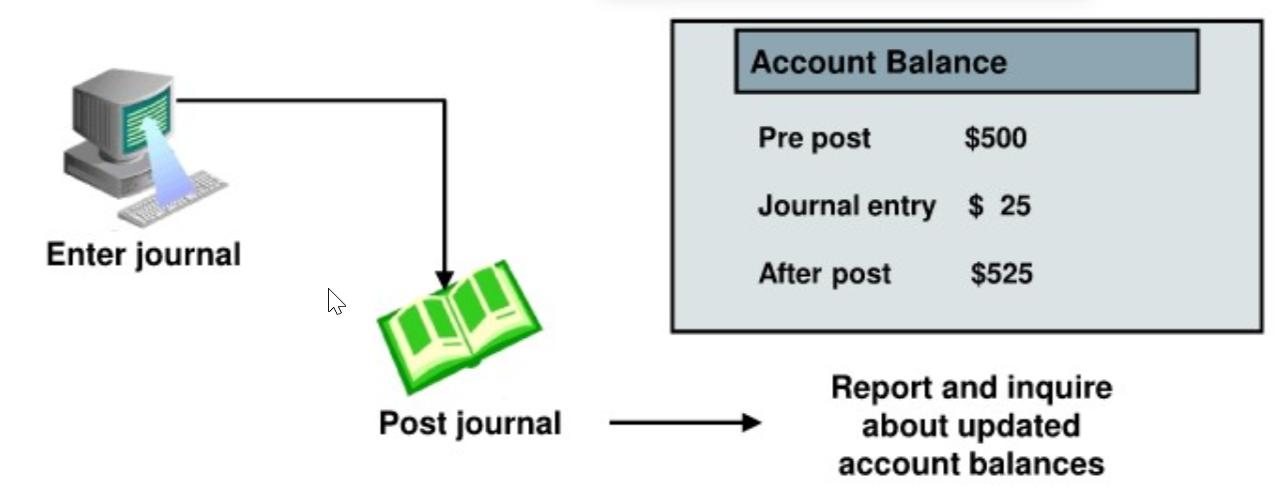 Account Balance
Pre post $500
Journal entry $ 25
After post $525
Enter journal
Post journal
Report and inquire
about updated
account balances